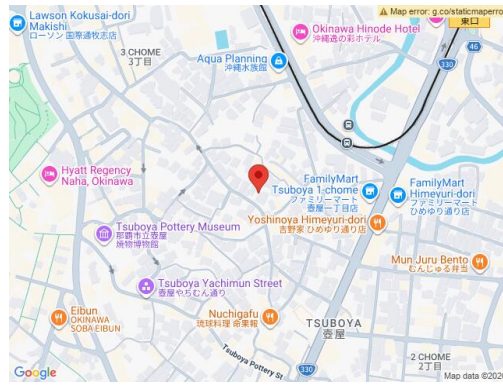 Map error: g.co/staticmaperro
Lawson Kokusai-dori
Makishi
ローソン 国際通牧志店
3 CHOME
3丁目
Okinawa Hinode Hotel
沖縄逸の彩ホテル
東口
46
Aqua Planning
沖縄水族館
330
Hyatt Regency
Naha, Okinawa
FamilyMart
Tsuboya 1-chome
ファミリーマート
壺屋一丁目店
FamilyMart
Himeyuri-dori
ファミリーマート
ひめゆり通り店
Yoshinoya Himeyuri-dori
吉野家 ひめゆり通り店
Tsuboya Pottery Museum
那覇市立壺屋
焼物博物館
Mun Juru Bento
むんじゅる弁当
Tsuboya Yachimun Street
壺屋やちむん通り
Eibun
OKINAWA
SOBA EIBUN
Nuchigafu
琉球料理 命果報
TSUBOYA
壺屋
Tsuboya Pottery St
2 CHOME
2丁目
330
Google
Map data ©202